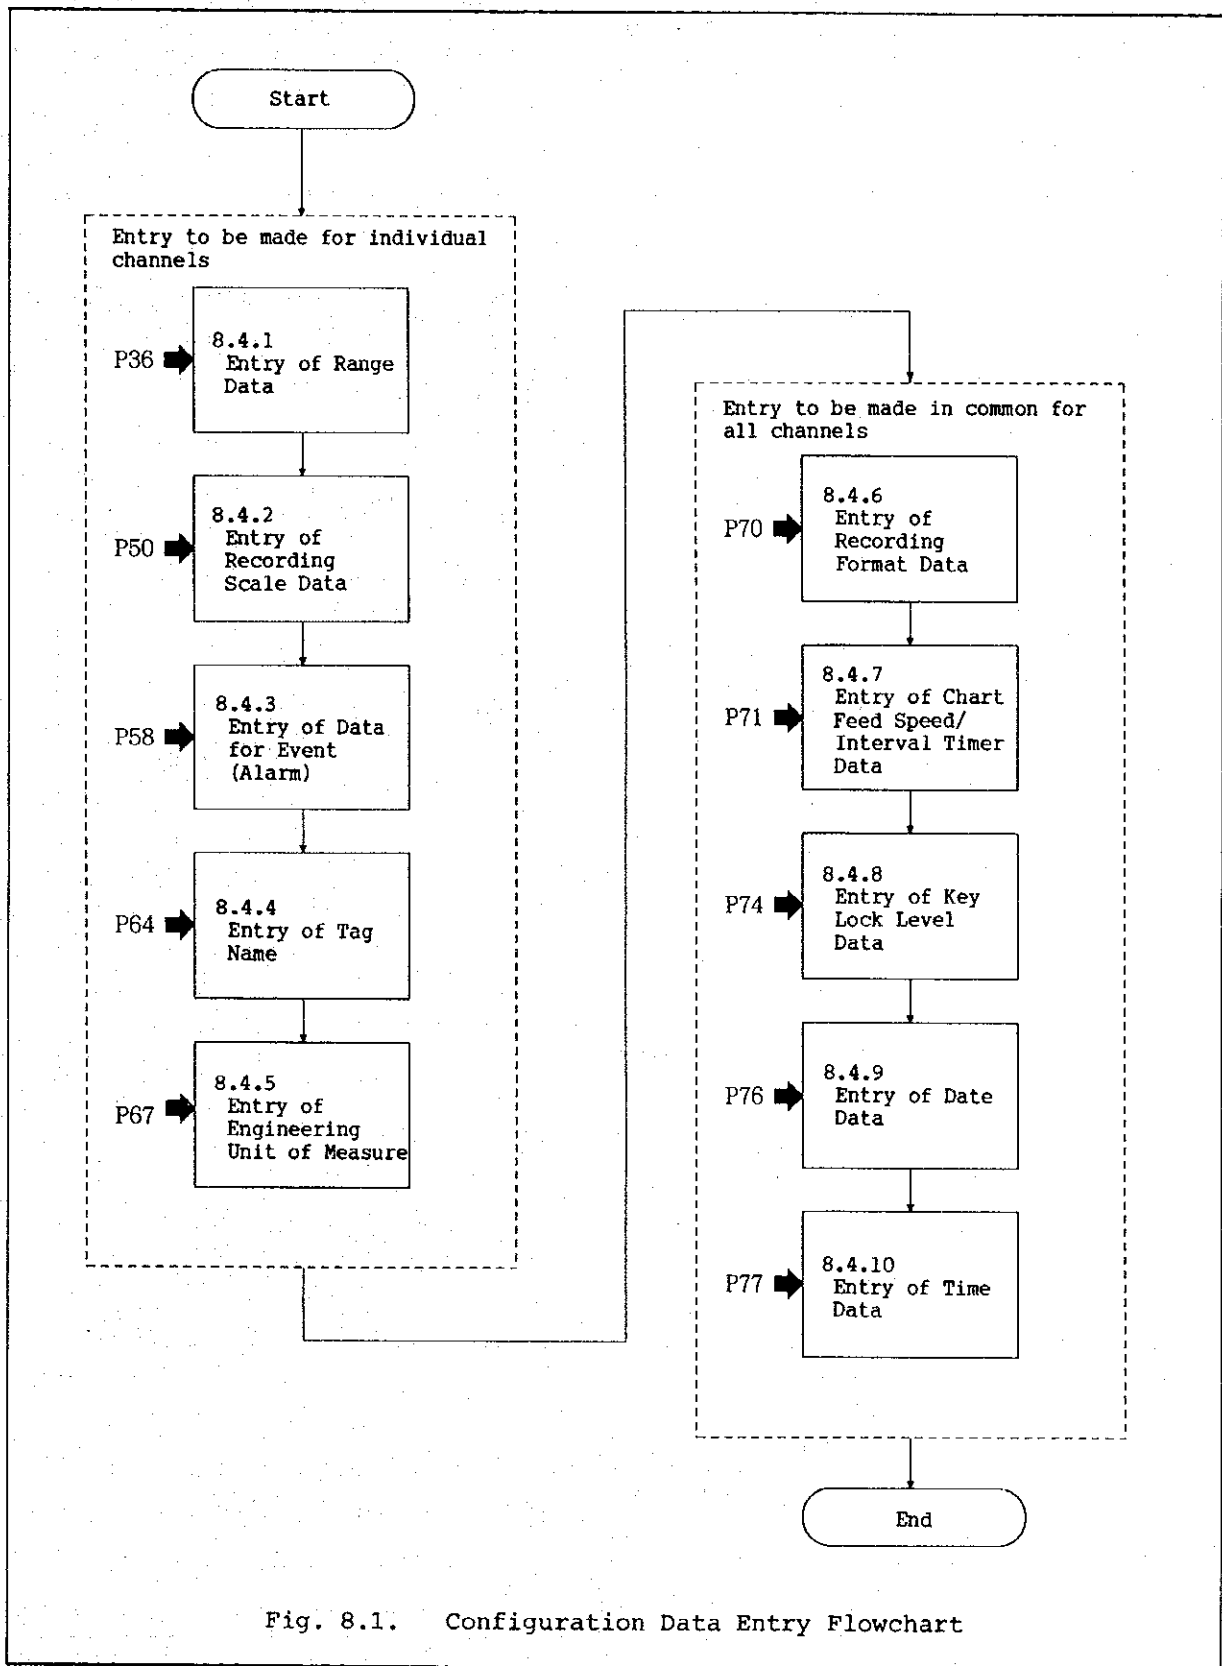 Start
Entry to be made for individual
channels
P36
8.4.1
Entry of Range
Data
P50
8.4.2
Entry of
Recording
Scale Data
P58
8.4.3
Entry of Data
for Event
(Alarm)
P64
8.4.4
Entry of Tag
Name
P67
8.4.5
Entry of
Engineering
Unit of Measure
Entry to be made in common for
all channels
P70
8.4.6
Entry of
Recording
Format Data
P71
8.4.7
Entry of Chart
Feed Speed/
Interval Timer
Data
P74
8.4.8
Entry of Key
Lock Level
Data
P76
8.4.9
Entry of Date
Data
P77
8.4.10
Entry of Time
Data
End
Fig. 8.1. Configuration Data Entry Flowchart